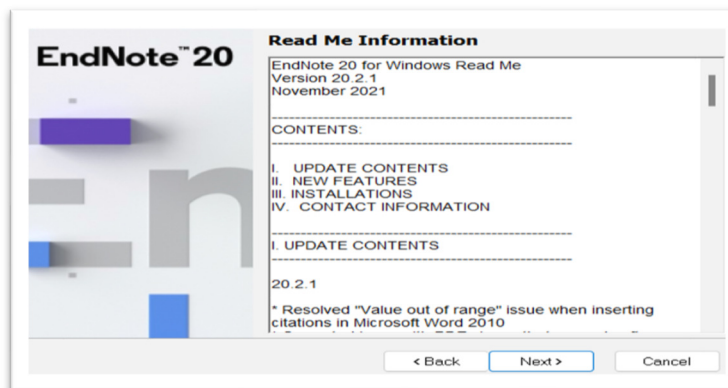 EndNote™ 20
Read Me Information
EndNote 20 for Windows Read Me
Version 20.2.1
November 2021
--------------------------------------------------------------
CONTENTS:
--------------------------------------------------------------
I. UPDATE CONTENTS
II. NEW FEATURES
III. INSTALLATIONS
IV. CONTACT INFORMATION
--------------------------------------------------------------
I. UPDATE CONTENTS
--------------------------------------------------------------
20.2.1
* Resolved "Value out of range" issue when inserting
citations in Microsoft Word 2010
< Back
Next >
Cancel